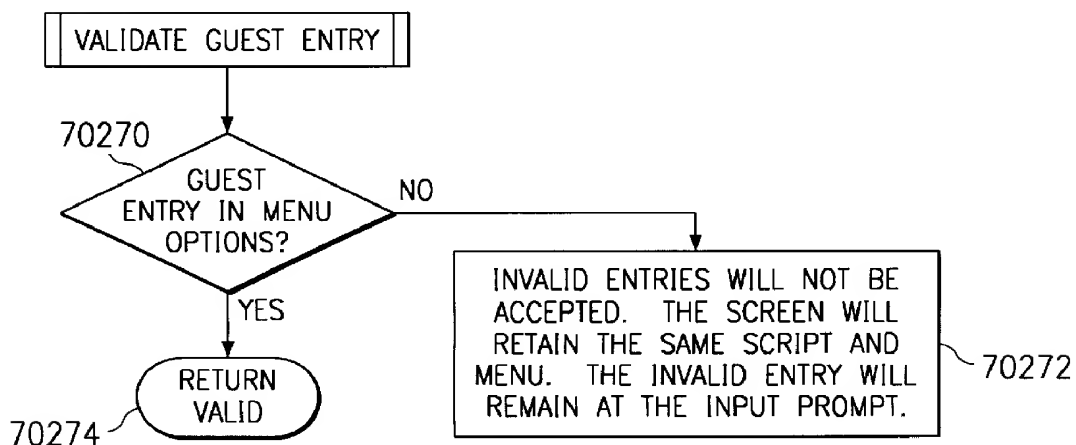 VALIDATE GUEST ENTRY
70270
GUEST
ENTRY IN MENU
OPTIONS?
NO
YES
INVALID ENTRIES WILL NOT BE
ACCEPTED. THE SCREEN WILL
RETAIN THE SAME SCRIPT AND
MENU. THE INVALID ENTRY WILL
REMAIN AT THE INPUT PROMPT.
70272
RETURN
VALID
70274